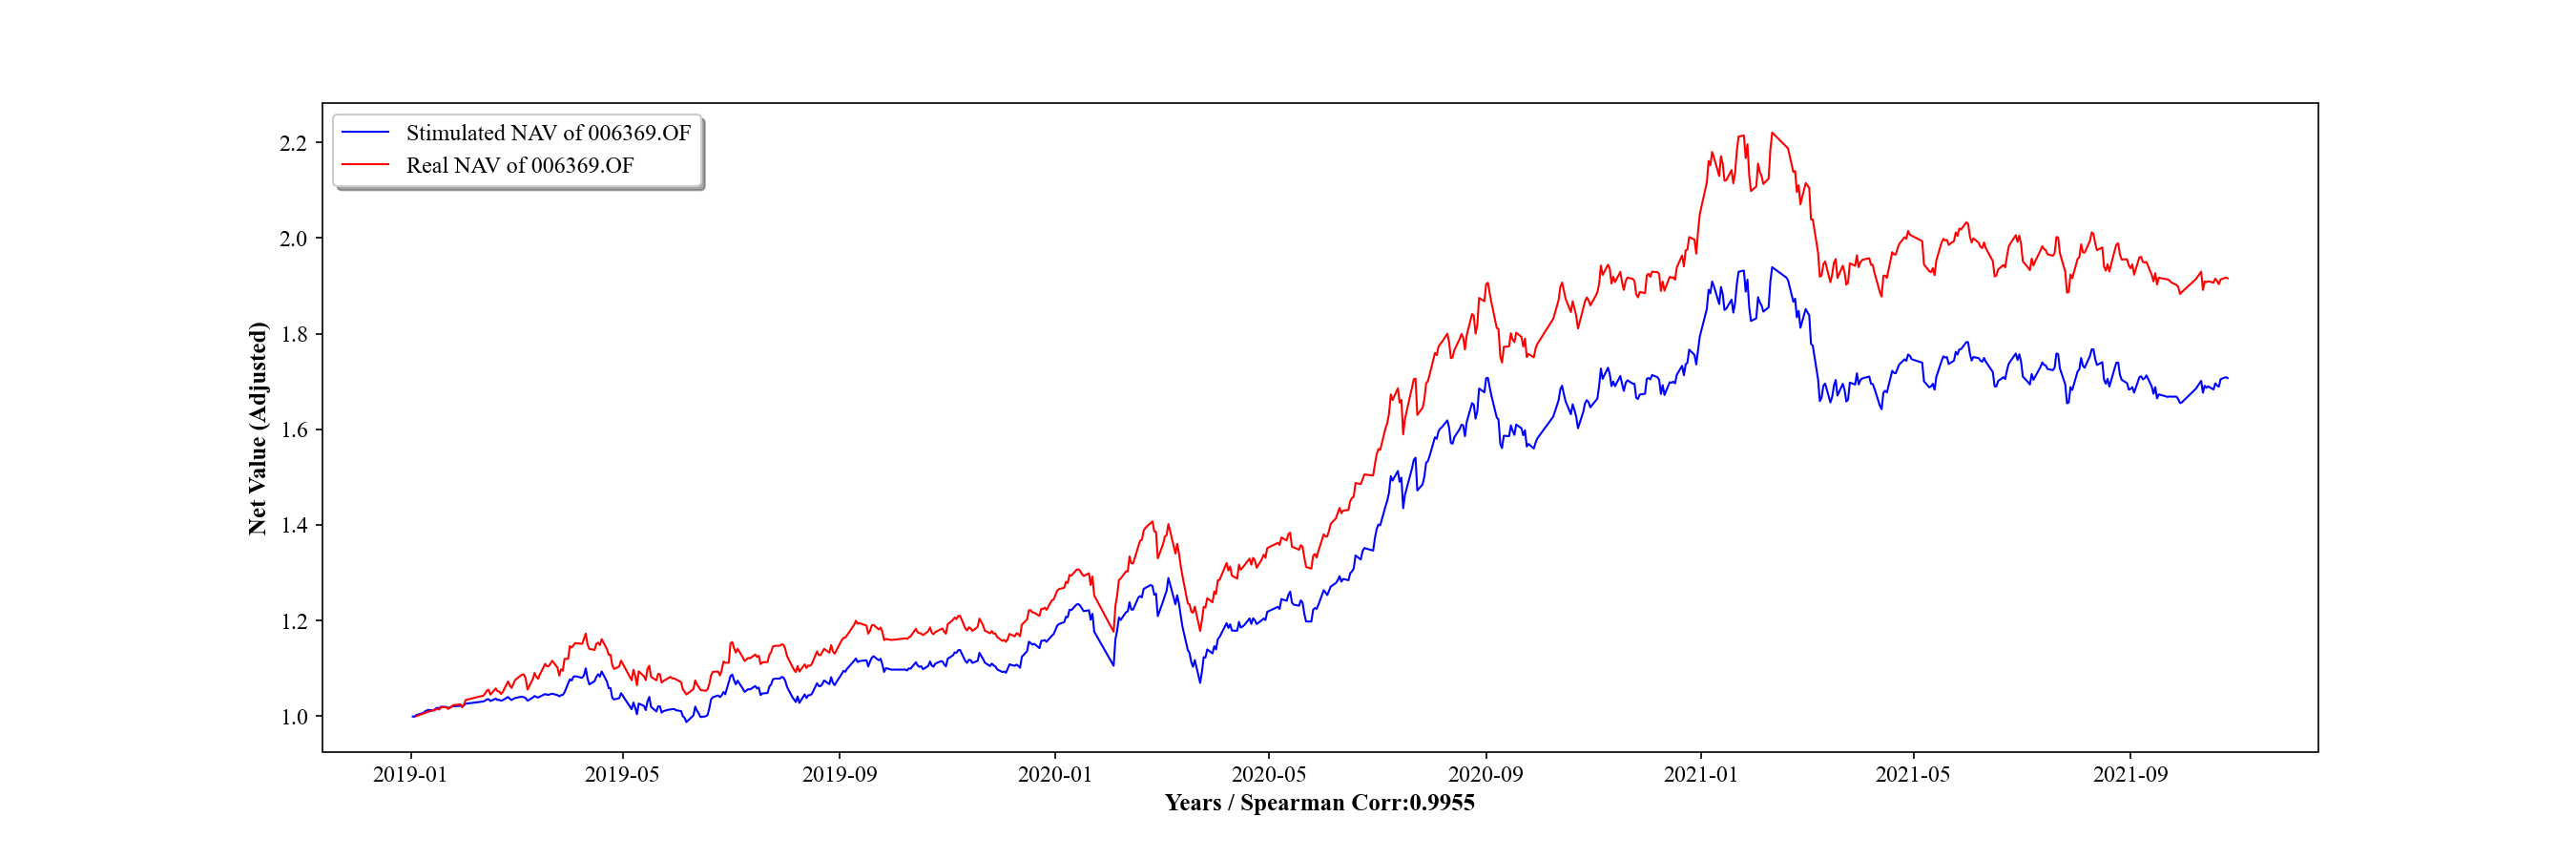 Stimulated NAV of 006369.OF
Real NAV of 006369.OF
Net Value (Adjusted)
2.2
2.0
1.8
1.6
1.4
1.2
1.0
2019-01 2019-05 2019-09 2020-01 2020-05 2020-09 2021-01 2021-05 2021-09
Years / Spearman Corr:0.9955